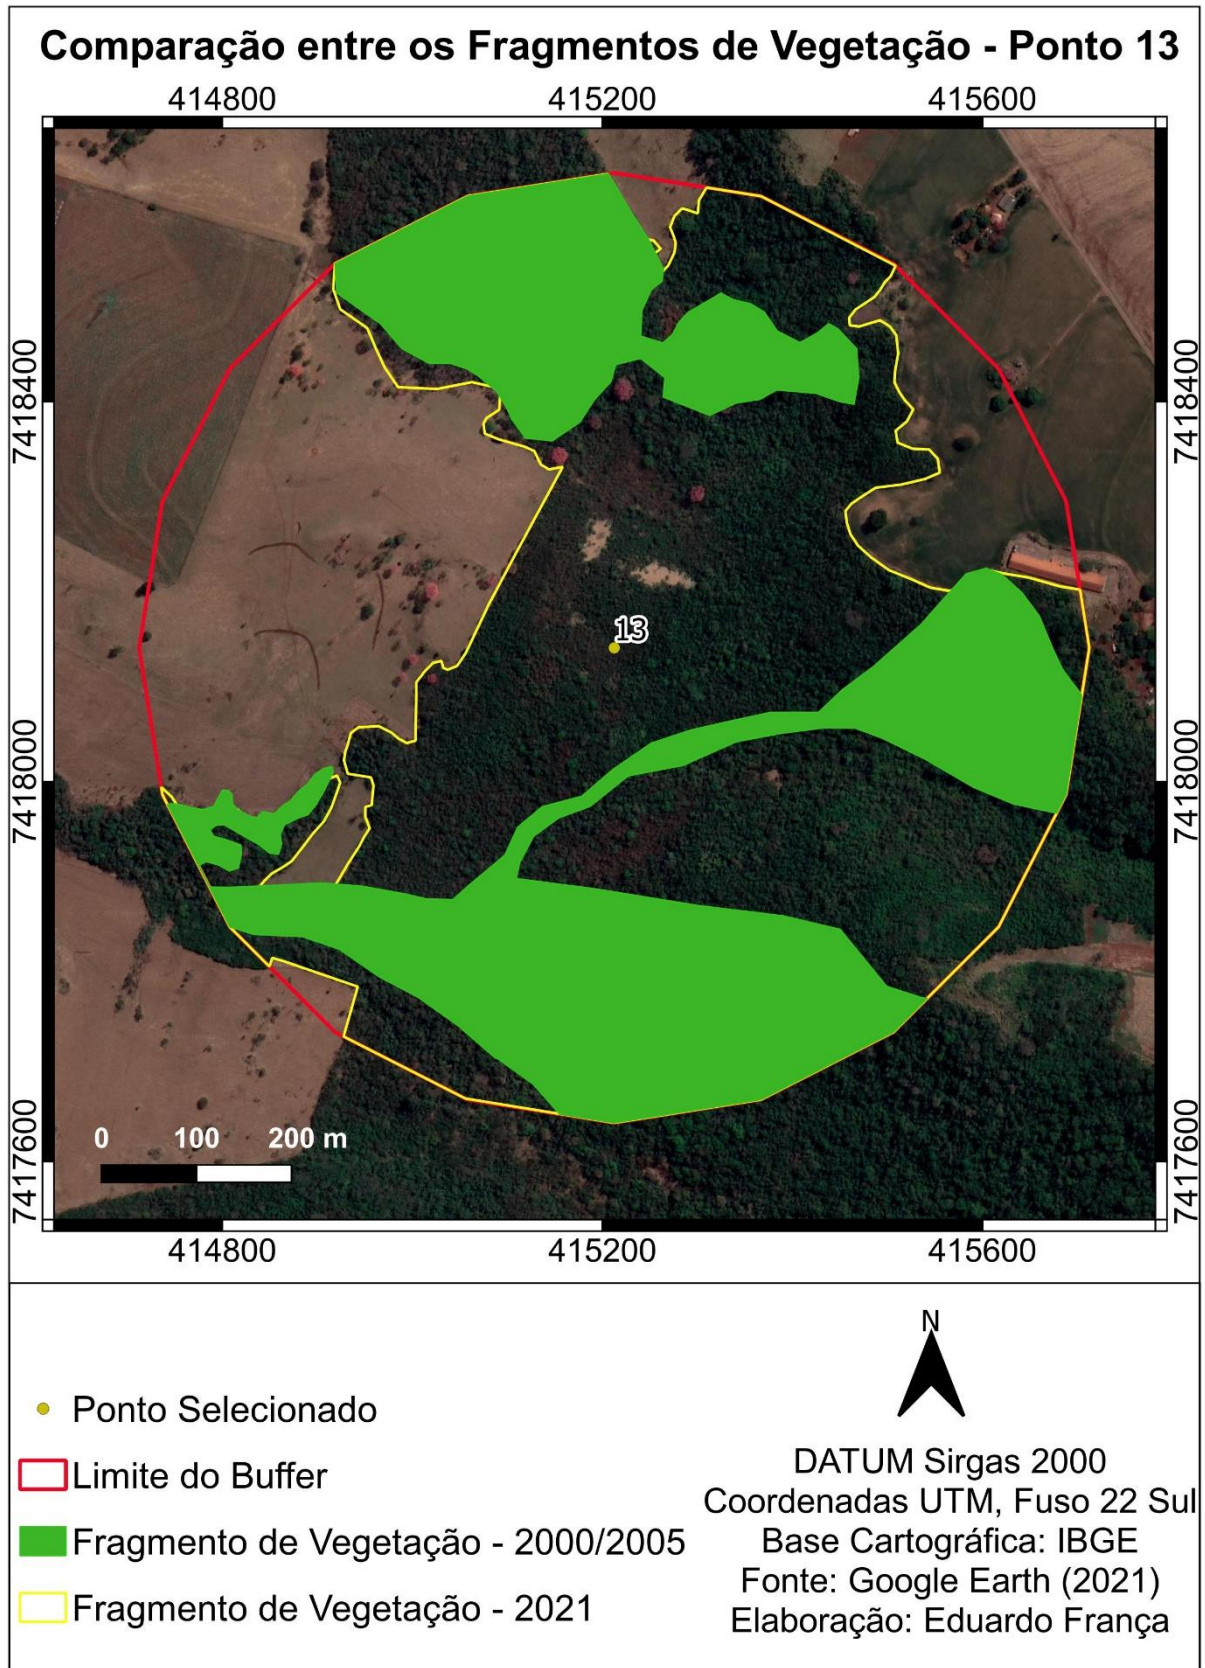 Comparação entre os Fragmentos de Vegetação - Ponto 13
414800 415200 415600
7418400 7418400
13
7418000 7418000
7417600 7417600
0 100 200 m
414800 415200 415600
N
Ponto Selecionado
Limite do Buffer
Fragmento de Vegetação - 2000/2005
Fragmento de Vegetação - 2021
DATUM Sirgas 2000
Coordenadas UTM, Fuso 22 Sul
Base Cartográfica: IBGE
Fonte: Google Earth (2021)
Elaboração: Eduardo França